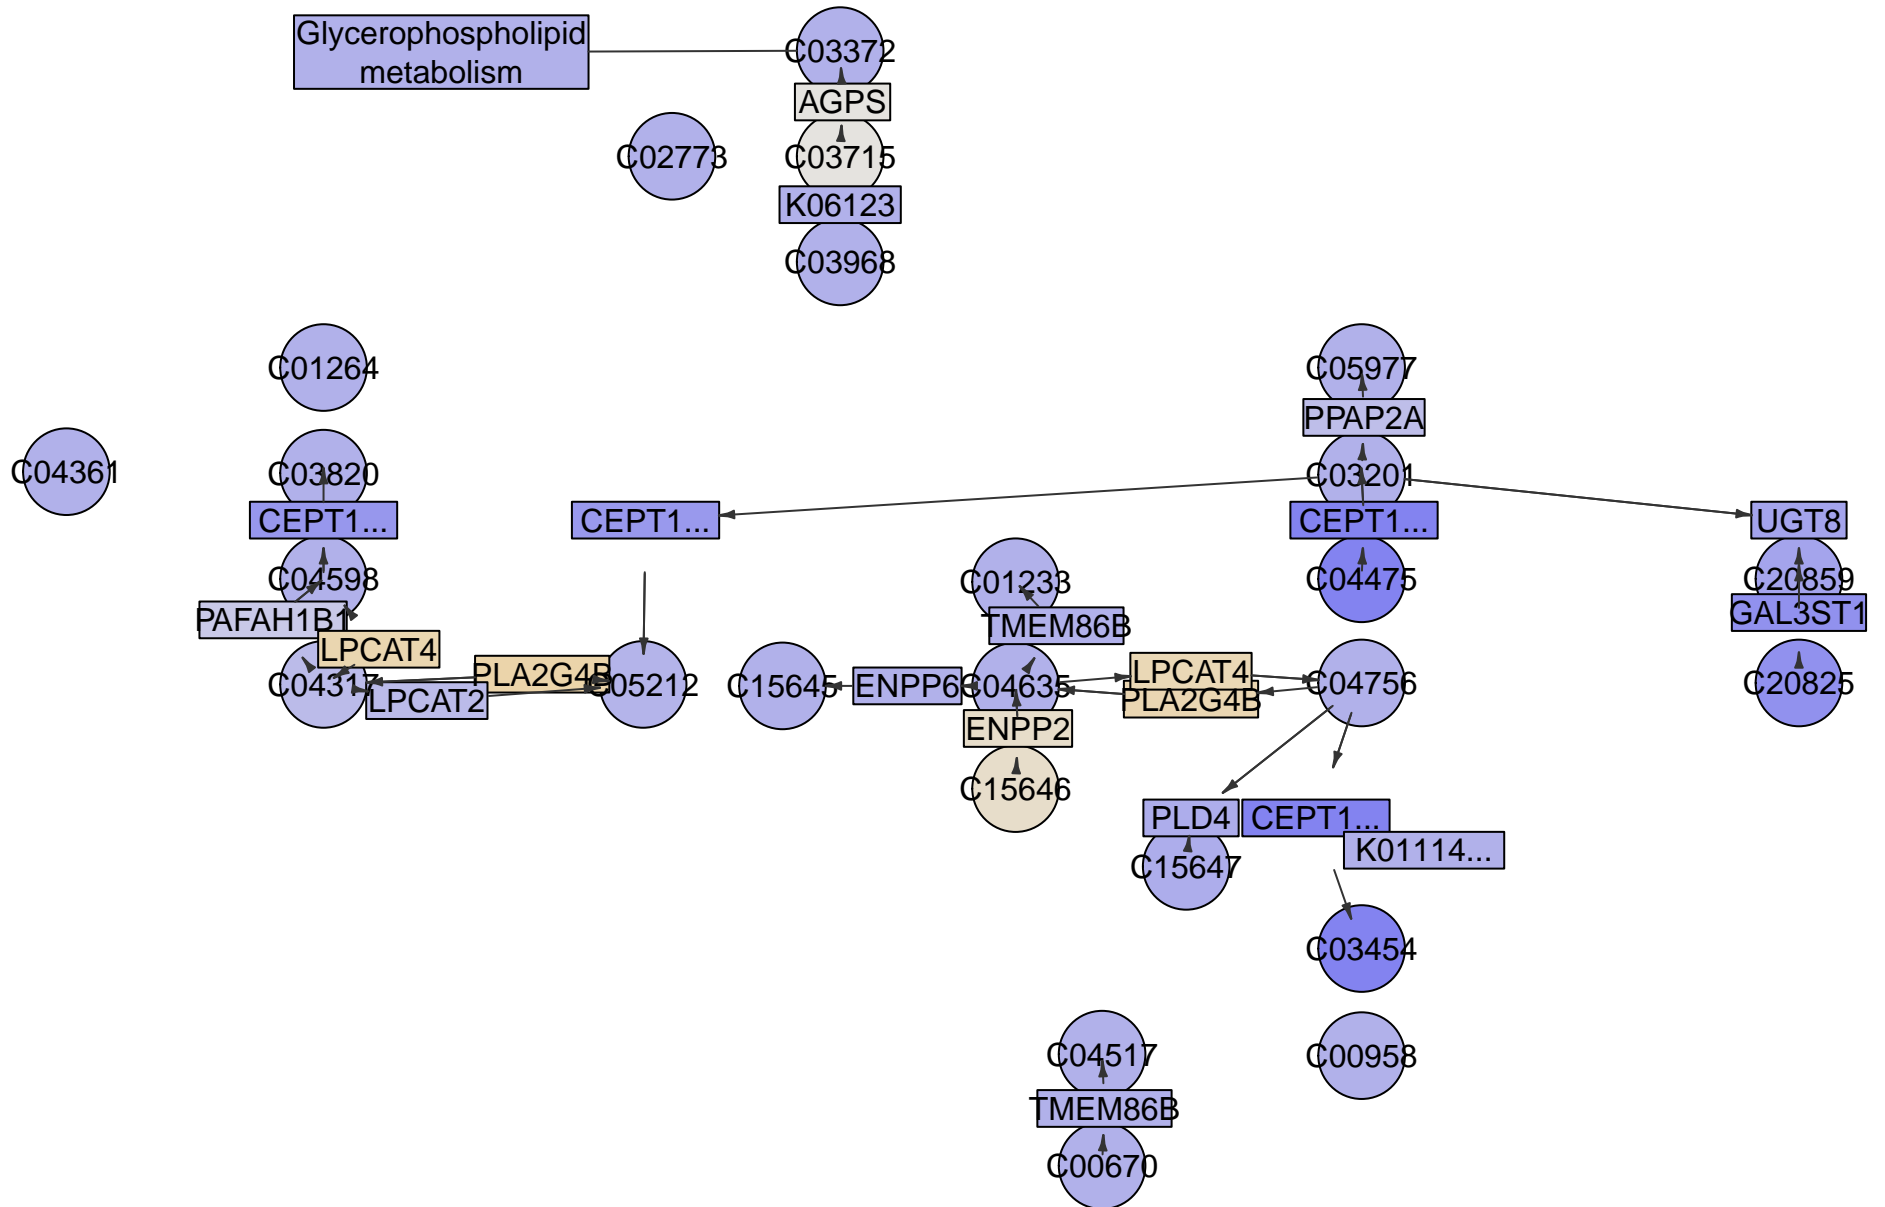 Glycerophospholipid
metabolism
C03372
AGPS
C02773
C03715
K06123
C03968
C01264
C05977
PPAP2A
C04361
C03820
C03201
CEPT1...
CEPT1...
CEPT1...
UGT8
C04598
C01233
C04475
C20859
PAFAH1B1
TMEM86B
GAL3ST1
LPCAT4
PLA2G4B
LPCAT4
C04317
LPCAT2
C05212
C15645
ENPP6
C04635
PLA2G4B
C04756
C20825
ENPP2
C15646
PLD4
CEPT1...
K01114...
C15647
C03454
C04517
C00958
TMEM86B
C00670